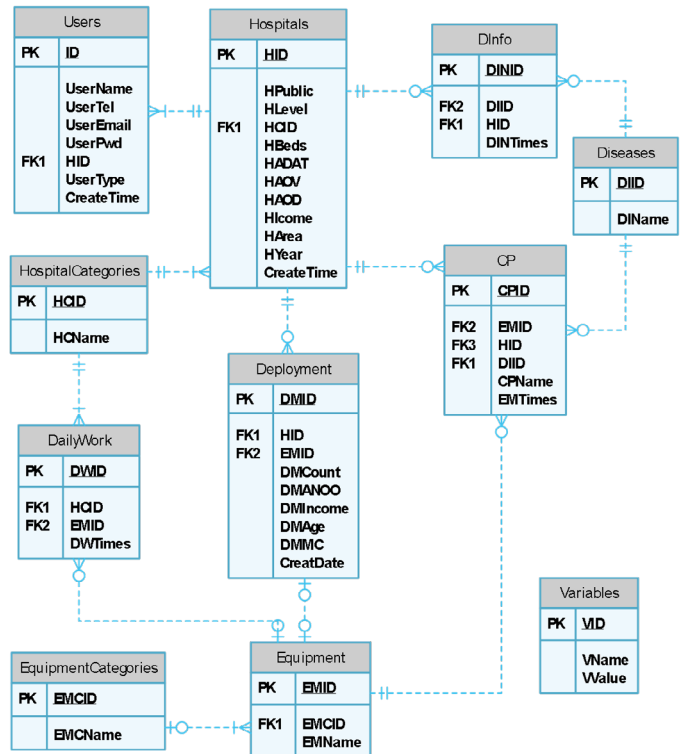 Users
PK ID
UserName
UserTel
UserEmail
UserPwd
FK1 HID
UserType
CreateTime
Hospitals
PK HID
HPublic
HLevel
FK1 HCID
HBeds
HADAT
HAOV
HAOD
HIcome
HArea
HYear
CreateTime
DInfo
PK DINID
FK2 DIID
FK1 HID
DINTimes
Diseases
PK DIID
DIName
HospitalCategories
PK HCID
HCName
CP
PK CPID
FK2 EMID
FK3 HID
FK1 DIID
CPName
EMTimes
Deployment
PK DMID
FK1 HID
FK2 EMID
DMCount
DMANOO
DMIncome
DMAge
DMMC
CreatDate
DailyWork
PK DWID
FK1 HCID
FK2 EMID
DWTimes
Variables
PK VID
VName
VValue
EquipmentCategories
PK EMCID
EMCName
Equipment
PK EMID
FK1 EMCID
EMName